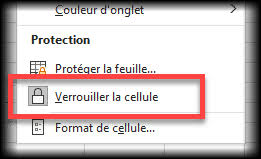 Couleur d'onglet
Protection
Protéger la feuille...
Verrouiller la cellule
Format de cellule...